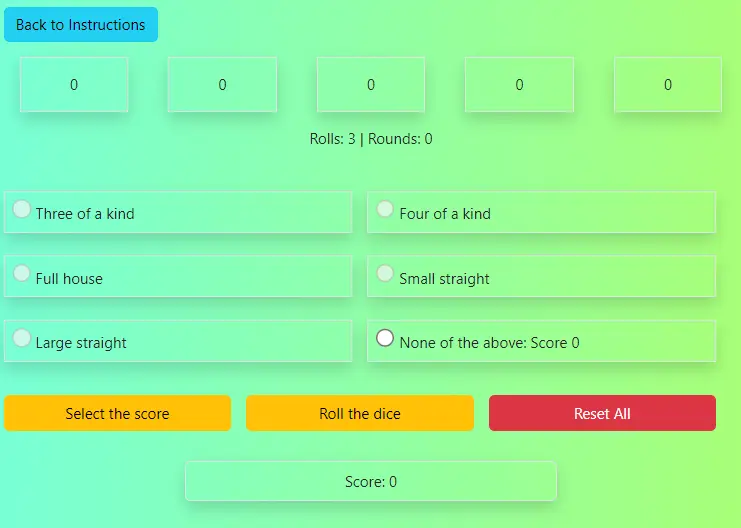 Back to Instructions
0 0 0 0 0
Rolls: 3 | Rounds: 0
Three of a kind
Four of a kind
Full house
Small straight
Large straight
None of the above: Score 0
Select the score
Roll the dice
Reset All
Score: 0